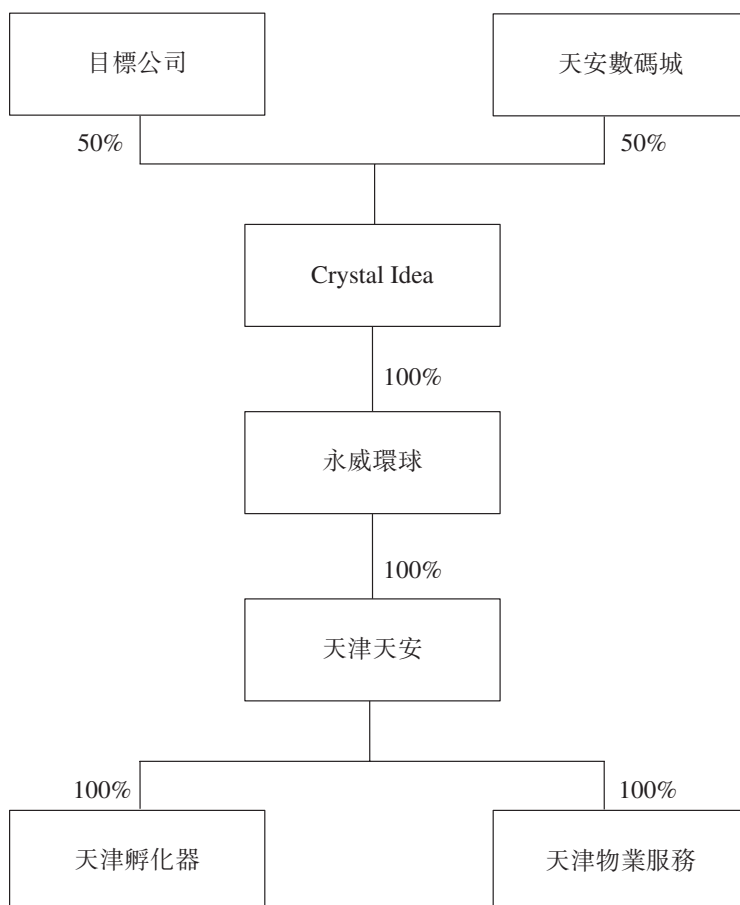 目標公司
天安數碼城
50%
50%
Crystal Idea
100%
永威環球
100%
天津天安
100%
100%
天津孵化器
天津物業服務